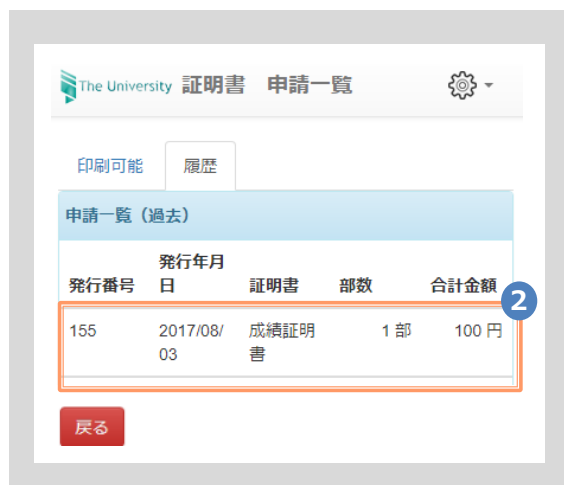 The University 証明書 申請一覧
印刷可能 履歴
申請一覧（過去）
発行番号 発行年月日 証明書 部数 合計金額
2
155 2017/08/03 成績証明書 1 部 100 円
戻る